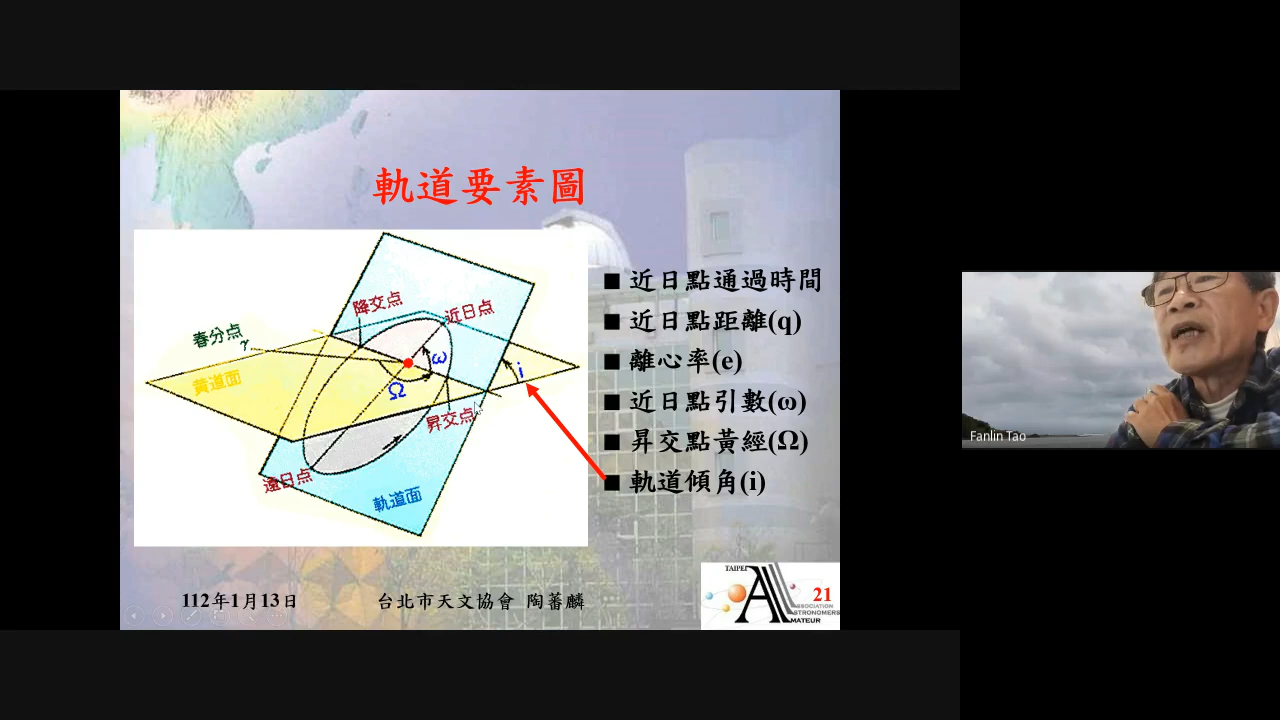 軌道要素圖
降交点
近日点
春分点
γ
黄道面
ω
Ω
i
昇交点
遠日点
軌道面
■ 近日點通過時間
■ 近日點距離(q)
■ 離心率(e)
■ 近日點引數(ω)
■ 昇交點黃經(Ω)
■ 軌道傾角(i)
112年1月13日
台北市天文協會 陶蕃麟
TAIPEI
A
21
ASSOCIATION
ASTRONOMERS
AMATEUR
Fanlin Tao